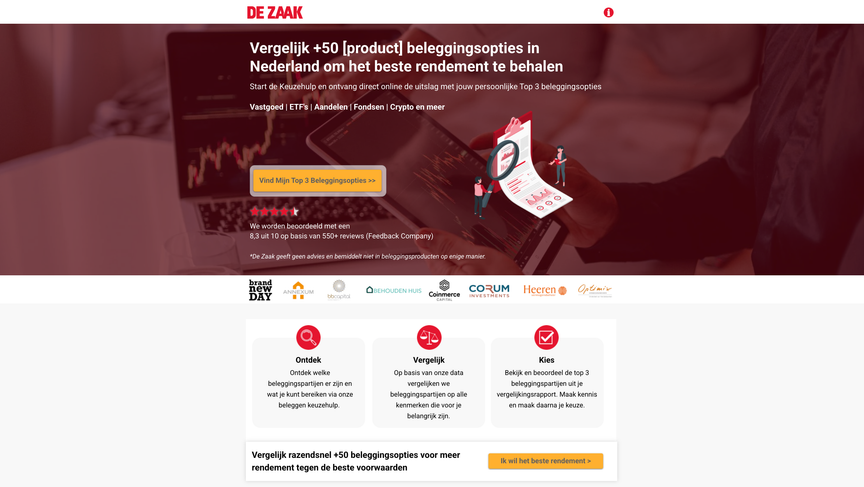 DE ZAAK
Vergelijk +50 [product] beleggingsopties in
Nederland om het beste rendement te behalen
Start de Keuzehulp en ontvang direct online de uitslag met jouw persoonlijke Top 3 beleggingsopties
Vastgoed | ETF's | Aandelen | Fondsen | Crypto en meer
Vind Mijn Top 3 Beleggingsopties >>
We worden beoordeeld met een
8,3 uit 10 op basis van 550+ reviews (Feedback Company)
*De Zaak geeft geen advies en bemiddelt niet in beleggingsproducten op enige manier.
brand
new
DAY
ANNEXUM
bbcapital
BEHOUDEN HUIS
Coinmerce
CAPITAL
CORUM
INVESTMENTS
Heeren
Optimix
Ontdek
Ontdek welke
beleggingspartijen er zijn en
wat je kunt bereiken via onze
beleggen keuzehulp.
Vergelijk
Op basis van onze data
vergelijken we
beleggingspartijen op alle
kenmerken die voor je
belangrijk zijn.
Kies
Bekijk en beoordeel de top 3
beleggingspartijen uit je
vergelijkingsrapport. Maak kennis
en maak daarna je keuze.
Vergelijk razendsnel +50 beleggingsopties voor meer
rendement tegen de beste voorwaarden
Ik wil het beste rendement >